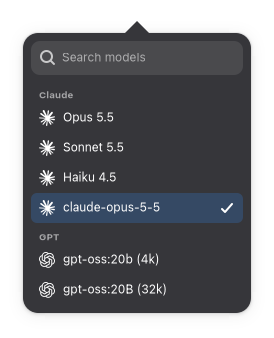 Search models
Claude
Opus 5.5
Sonnet 5.5
Haiku 4.5
claude-opus-5-5
GPT
gpt-oss:20b (4k)
gpt-oss:20B (32k)